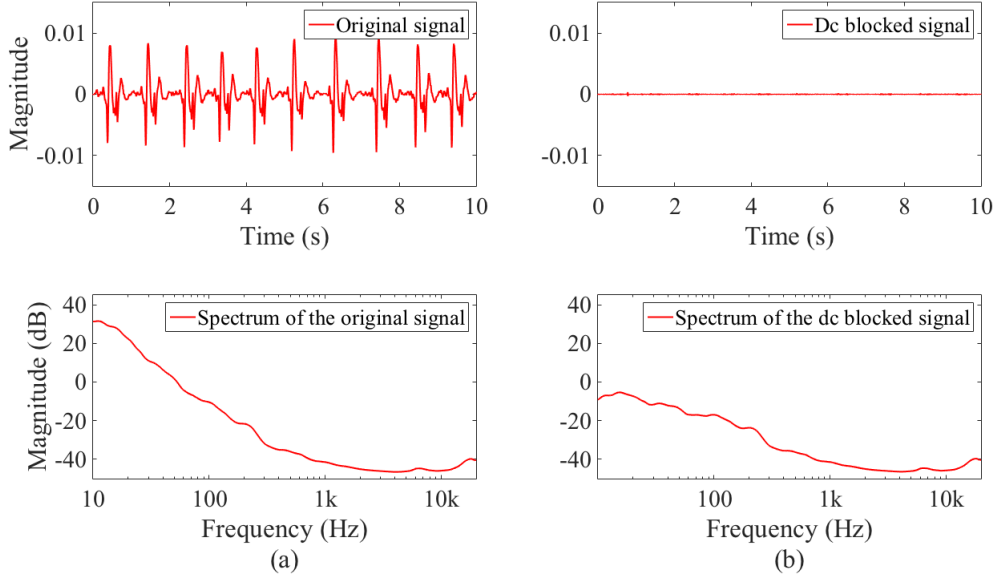 Magnitude
0.01
0
-0.01
Original signal
0 2 4 6 8 10
Time (s)
0.01
0
-0.01
Dc blocked signal
0 2 4 6 8 10
Time (s)
Magnitude (dB)
40
20
0
-20
-40
Spectrum of the original signal
10 100 1k 10k
Frequency (Hz)
(a)
40
20
0
-20
-40
Spectrum of the dc blocked signal
100 1k 10k
Frequency (Hz)
(b)